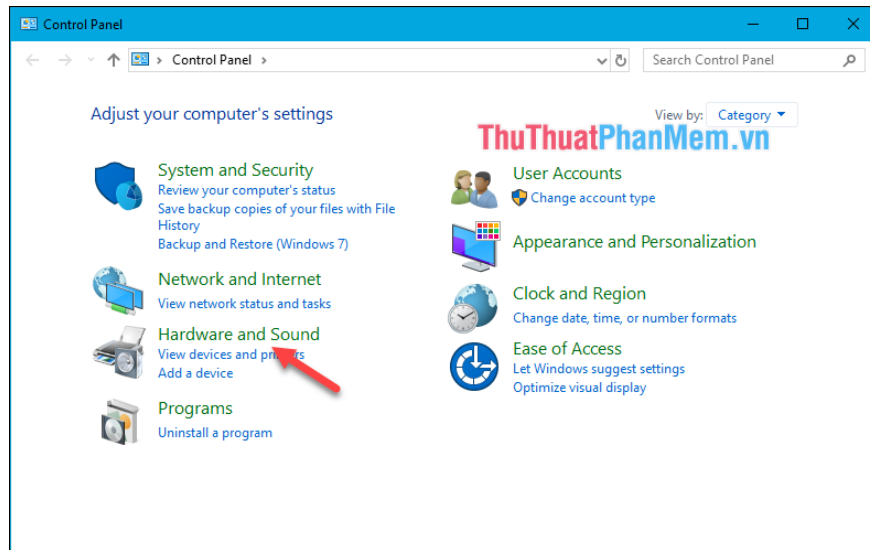 Control Panel
Control Panel
Search Control Panel
Adjust your computer's settings
View by: Category
ThuThuatPhanMem.vn
System and Security
Review your computer's status
Save backup copies of your files with File
History
Backup and Restore (Windows 7)
Network and Internet
View network status and tasks
Hardware and Sound
View devices and printers
Add a device
Programs
Uninstall a program
User Accounts
Change account type
Appearance and Personalization
Clock and Region
Change date, time, or number formats
Ease of Access
Let Windows suggest settings
Optimize visual display